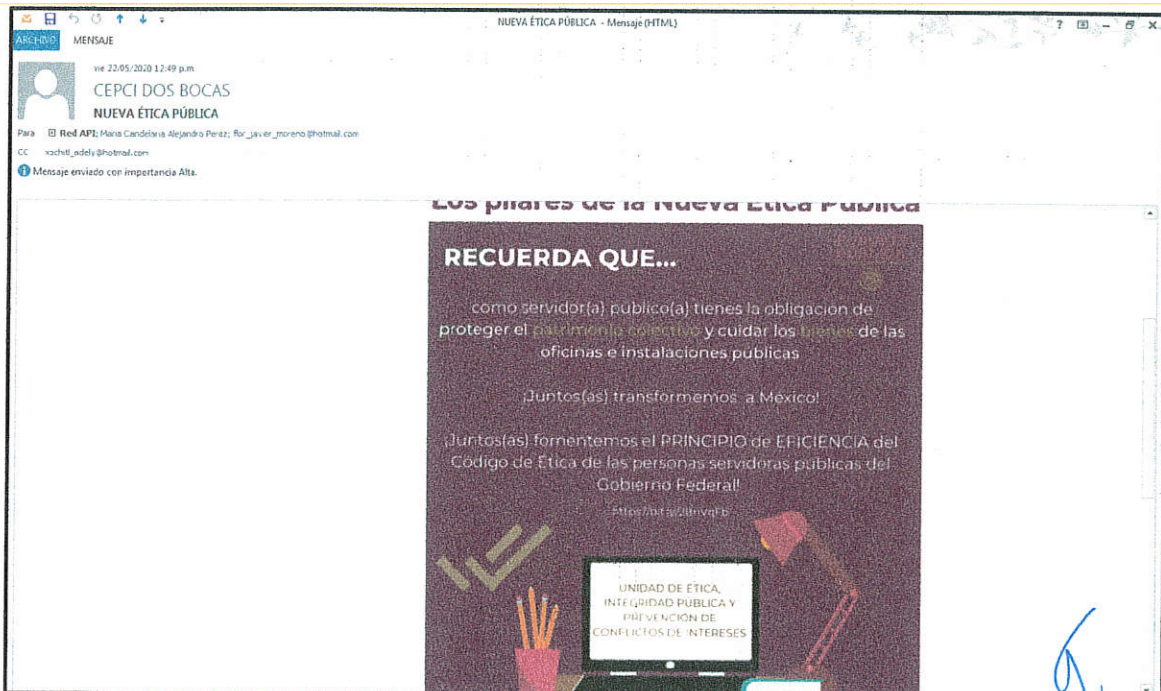 NUEVA ÉTICA PÚBLICA - Mensaje (HTML)
ARCHIVO MENSAJE
vie 22/05/2020 12:49 p.m.
CEPCI DOS BOCAS
NUEVA ÉTICA PÚBLICA
Para Red API; Maria Candelaria Alejandro Perez; flor_javier_moreno@hotmail.com
CC xochitl_adely@hotmail.com
Mensaje enviado con importancia Alta.
Los pilares de la Nueva Ética Pública
RECUERDA QUE...
como servidor(a) público(a) tienes la obligación de
proteger el patrimonio colectivo y cuidar los bienes de las
oficinas e instalaciones públicas
¡Juntos(as) transformemos a México!
¡Juntos(as) fomentemos el PRINCIPIO de EFICIENCIA del
Código de Ética de las personas servidoras públicas del
Gobierno Federal!
UNIDAD DE ÉTICA,
INTEGRIDAD PÚBLICA Y
PREVENCIÓN DE
CONFLICTOS DE INTERESES